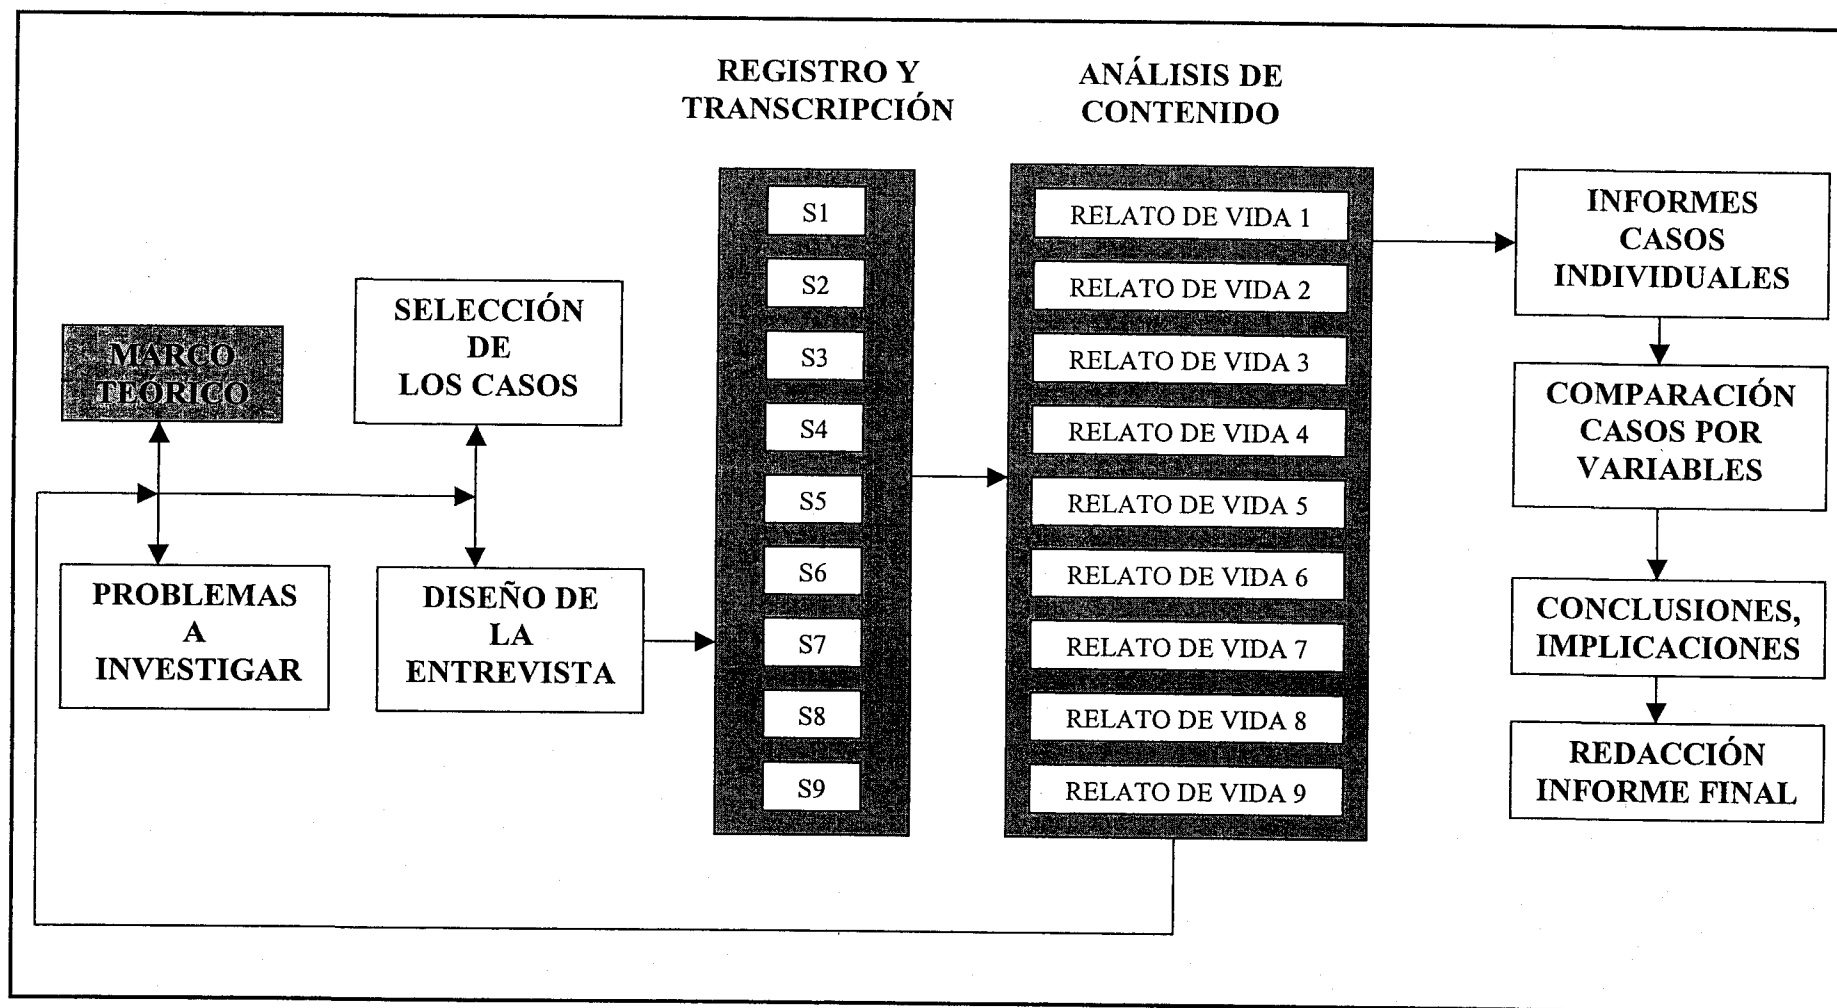 REGISTRO Y
TRANSCRIPCIÓN
ANÁLISIS DE
CONTENIDO
MARCO
TEÓRICO
PROBLEMAS
A
INVESTIGAR
SELECCIÓN
DE
LOS CASOS
DISEÑO DE
LA
ENTREVISTA
S1
S2
S3
S4
S5
S6
S7
S8
S9
RELATO DE VIDA 1
RELATO DE VIDA 2
RELATO DE VIDA 3
RELATO DE VIDA 4
RELATO DE VIDA 5
RELATO DE VIDA 6
RELATO DE VIDA 7
RELATO DE VIDA 8
RELATO DE VIDA 9
INFORMES
CASOS
INDIVIDUALES
COMPARACIÓN
CASOS POR
VARIABLES
CONCLUSIONES,
IMPLICACIONES
REDACCIÓN
INFORME FINAL